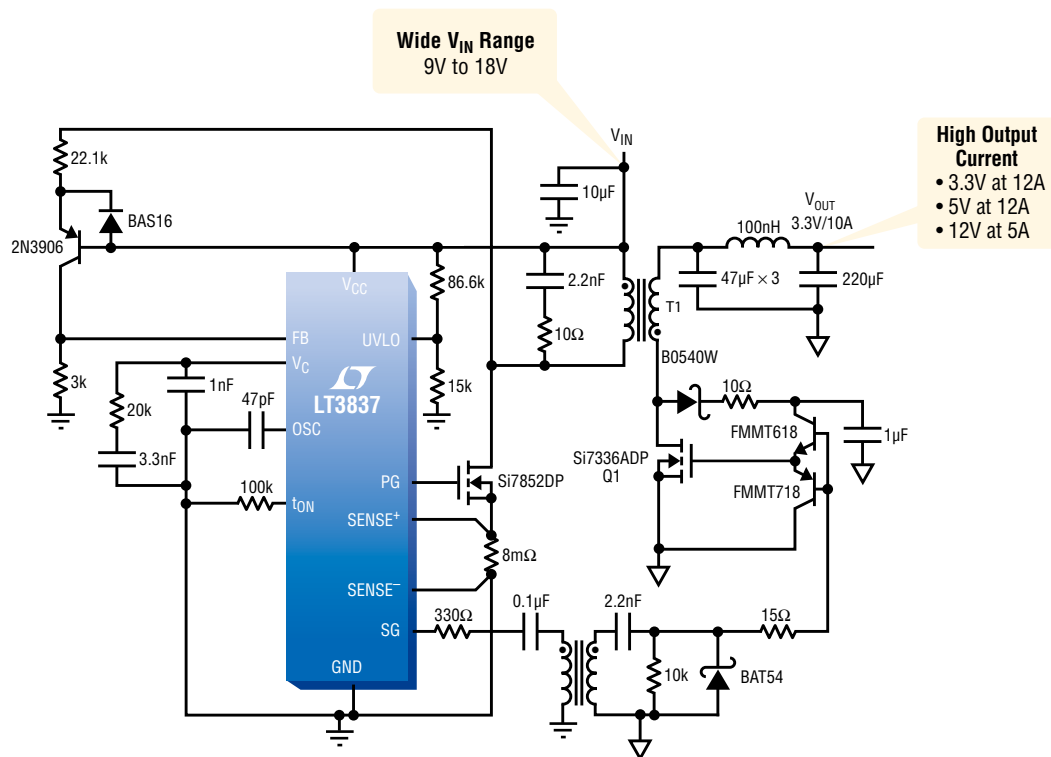 Wide VIN Range
9V to 18V
High Output
Current
• 3.3V at 12A
• 5V at 12A
• 12V at 5A
VIN
22.1k
10µF
VOUT
3.3V/10A
BAS16
100nH
2N3906
VCC
86.6k
2.2nF
47µF × 3
220µF
T1
FB
UVLO
10Ω
B0540W
VC
3k
1nF
15k
10Ω
20k
LT3837
47pF
FMMT618
1µF
OSC
3.3nF
Si7336ADP
Q1
PG
Si7852DP
FMMT718
100k
tON
SENSE+
8mΩ
SENSE–
0.1µF
2.2nF
330Ω
15Ω
SG
GND
10k
BAT54